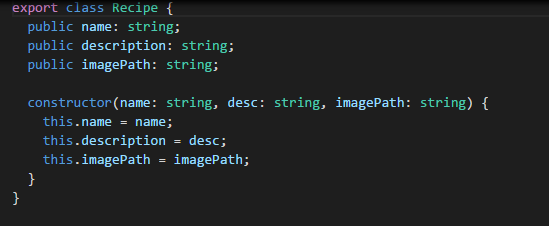 export class Recipe {
  public name: string;
  public description: string;
  public imagePath: string;

  constructor(name: string, desc: string, imagePath: string) {
    this.name = name;
    this.description = desc;
    this.imagePath = imagePath;
  }
}